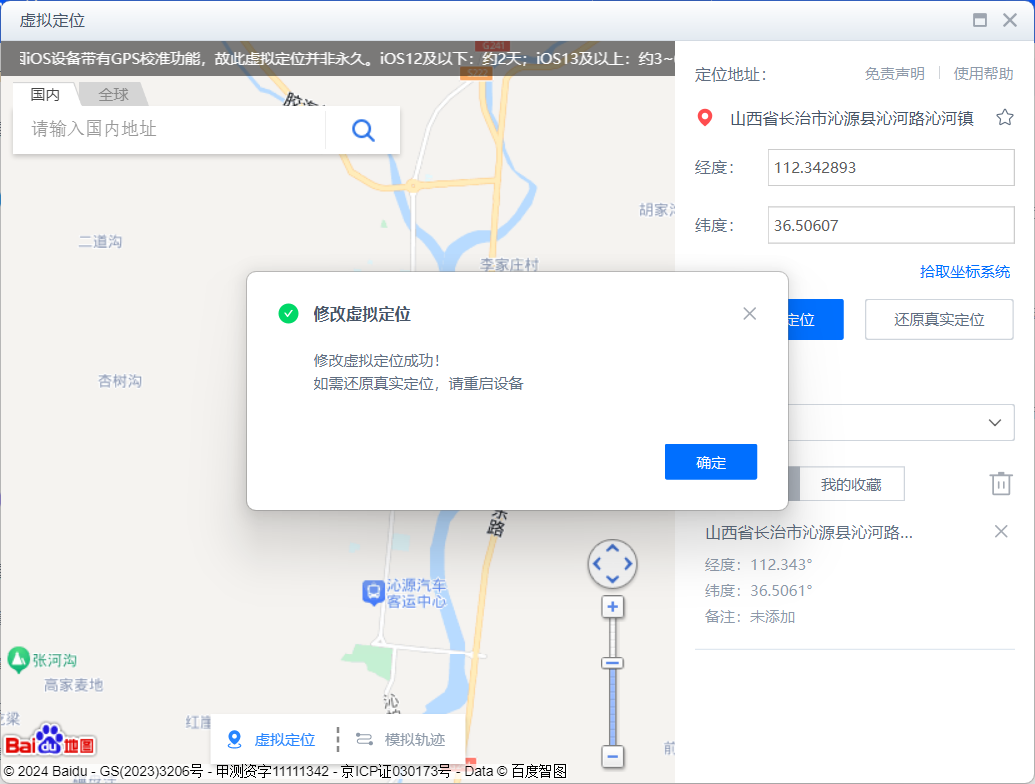 虚拟定位
iOS设备带有GPS校准功能，故此虚拟定位并非永久。iOS12及以下：约2天；iOS13及以上：约3~
G241
S222
国内
全球
请输入国内地址
二道沟
胡家
李家庄村
杏树沟
定位地址：
免责声明
使用帮助
山西省长治市沁源县沁河路沁河镇
经度：
112.342893
纬度：
36.50607
拾取坐标系统
定位
还原真实定位
修改虚拟定位
修改虚拟定位成功！
如需还原真实定位，请重启设备
确定
我的收藏
山西省长治市沁源县沁河路...
经度：112.343°
纬度：36.5061°
备注：未添加
东路
沁源汽车
客运中心
张河沟
高家麦地
梁
红崖
沁
前
虚拟定位
模拟轨迹
Bai du 地图
© 2024 Baidu - GS(2023)3206号 - 甲测资字11111342 - 京ICP证030173号 - Data © 百度智图